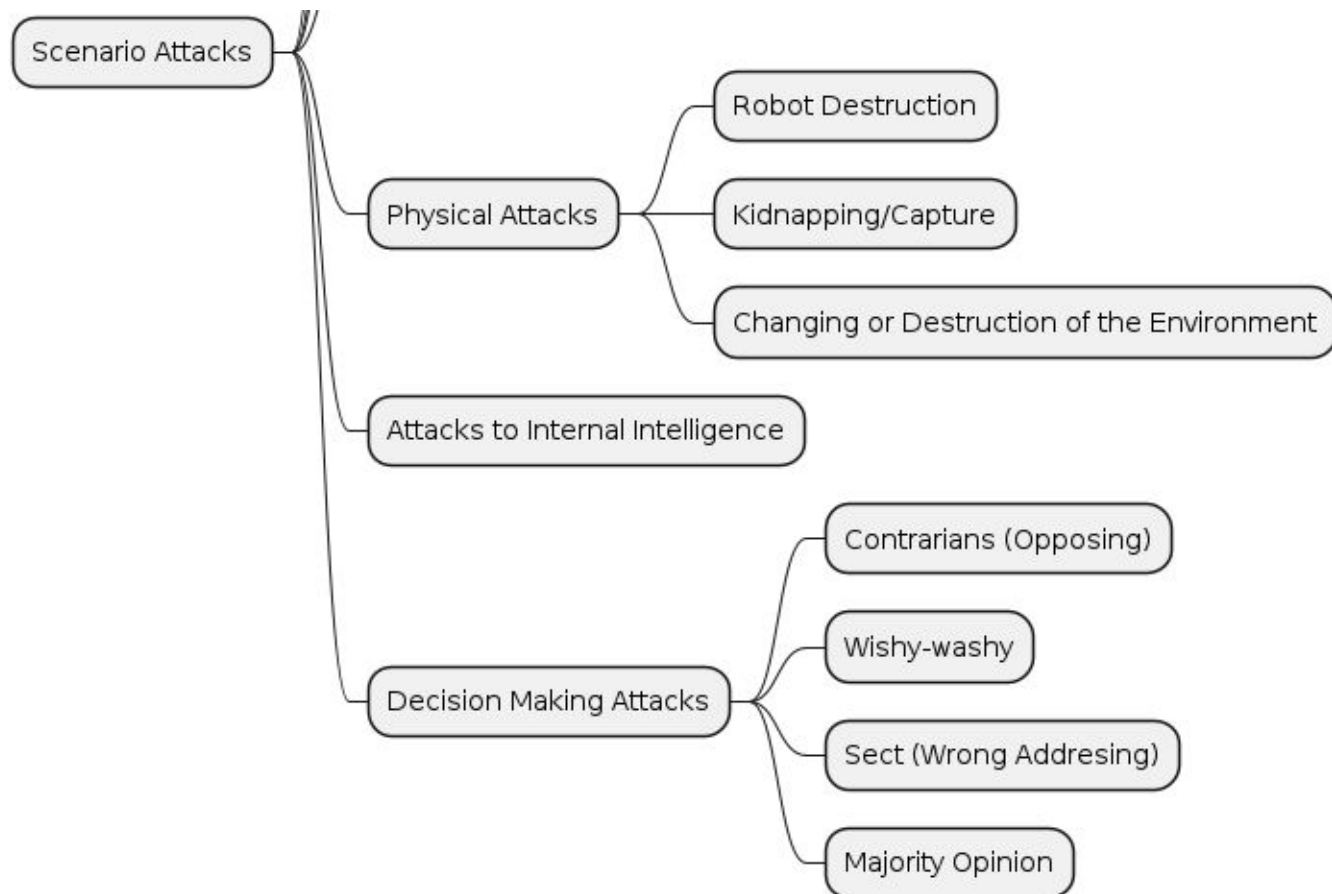 Scenario Attacks
Robot Destruction
Physical Attacks
Kidnapping/Capture
Changing or Destruction of the Environment
Attacks to Internal Intelligence
Contrarians (Opposing)
Wishy-washy
Decision Making Attacks
Sect (Wrong Addresing)
Majority Opinion